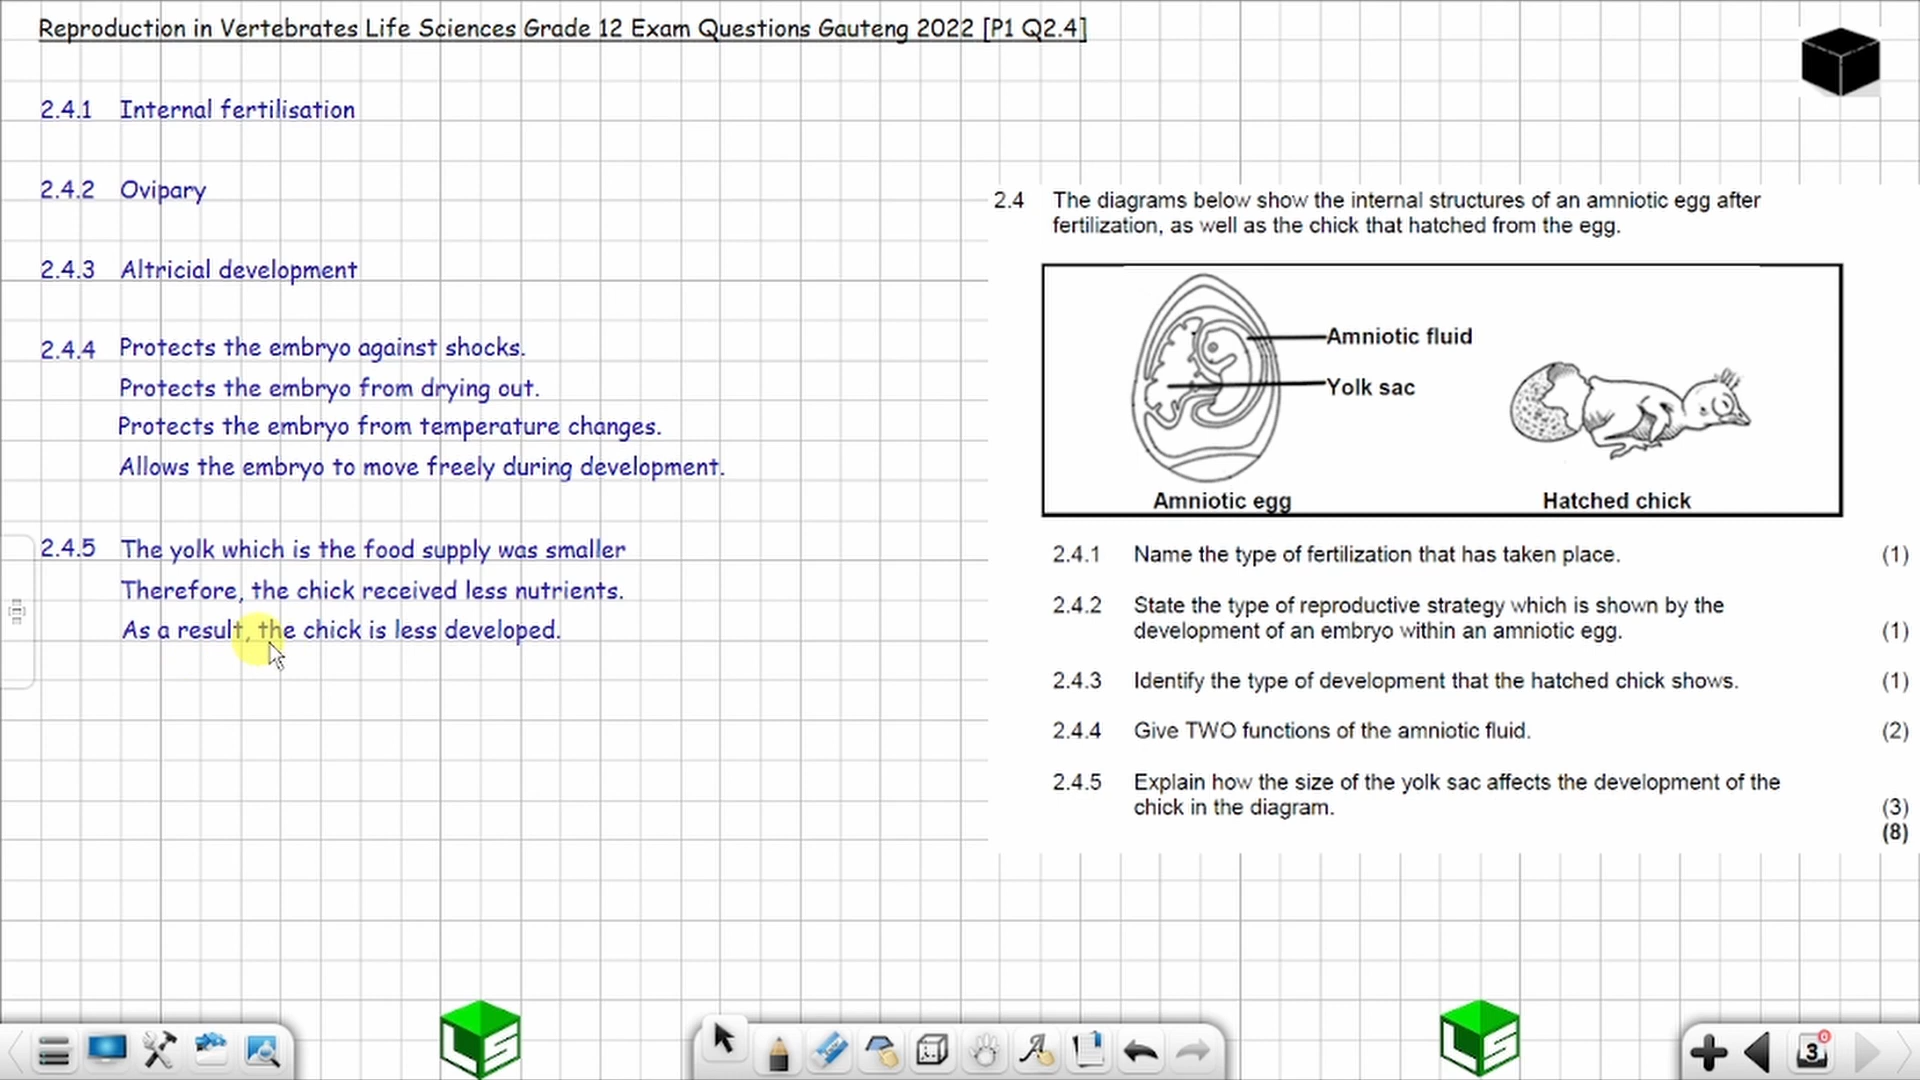 Reproduction in Vertebrates Life Sciences Grade 12 Exam Questions Gauteng 2022 [P1 Q2.4]
2.4.1 Internal fertilisation
2.4.2 Ovipary
2.4.3 Altricial development
2.4.4 Protects the embryo against shocks.
Protects the embryo from drying out.
Protects the embryo from temperature changes.
Allows the embryo to move freely during development.
2.4.5 The yolk which is the food supply was smaller
Therefore, the chick received less nutrients.
As a result, the chick is less developed.
2.4 The diagrams below show the internal structures of an amniotic egg after
fertilization, as well as the chick that hatched from the egg.
Amniotic fluid
Yolk sac
Amniotic egg
Hatched chick
2.4.1 Name the type of fertilization that has taken place. (1)
2.4.2 State the type of reproductive strategy which is shown by the
development of an embryo within an amniotic egg. (1)
2.4.3 Identify the type of development that the hatched chick shows. (1)
2.4.4 Give TWO functions of the amniotic fluid. (2)
2.4.5 Explain how the size of the yolk sac affects the development of the
chick in the diagram. (3)
(8)
LS
LS
3
0